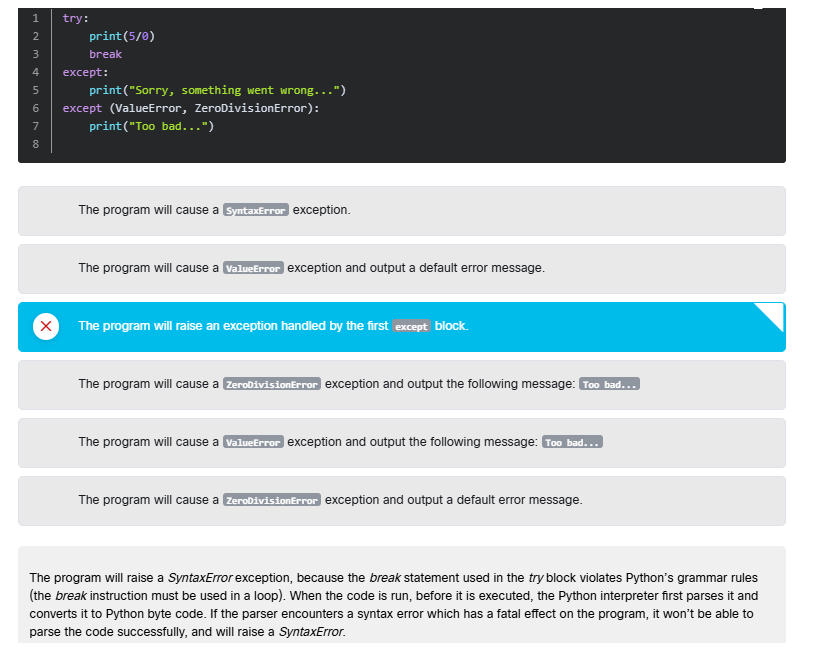 1 try:
2     print(5/0)
3     break
4 except:
5     print("Sorry, something went wrong...")
6 except (ValueError, ZeroDivisionError):
7     print("Too bad...")
8
The program will cause a SyntaxError exception.
The program will cause a ValueError exception and output a default error message.
The program will raise an exception handled by the first except block.
The program will cause a ZeroDivisionError exception and output the following message: Too bad...
The program will cause a ValueError exception and output the following message: Too bad...
The program will cause a ZeroDivisionError exception and output a default error message.
The program will raise a SyntaxError exception, because the break statement used in the try block violates Python's grammar rules
(the break instruction must be used in a loop). When the code is run, before it is executed, the Python interpreter first parses it and
converts it to Python byte code. If the parser encounters a syntax error which has a fatal effect on the program, it won't be able to
parse the code successfully, and will raise a SyntaxError.